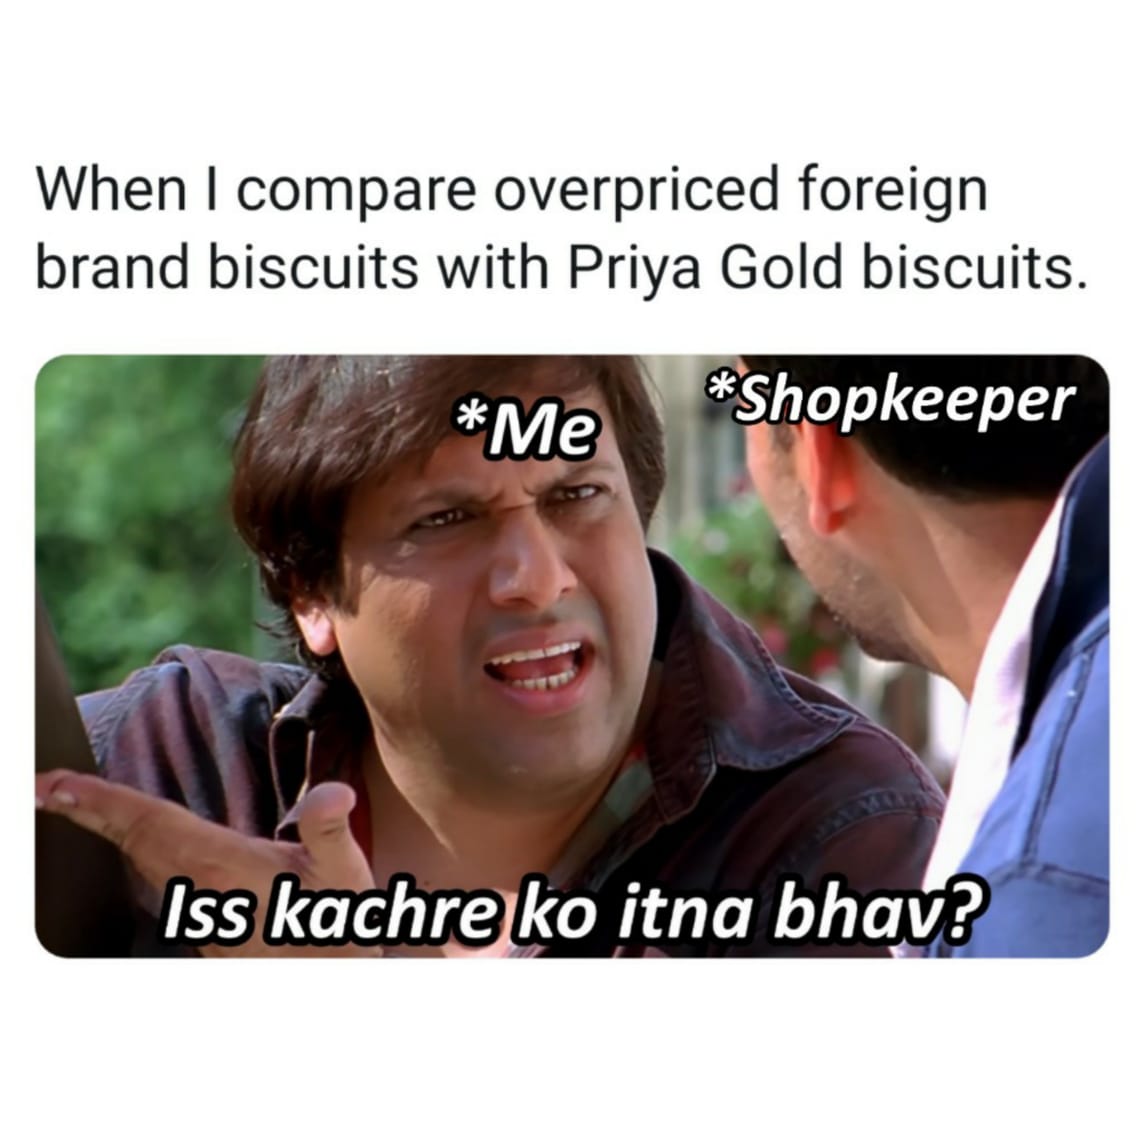 When I compare overpriced foreign
brand biscuits with Priya Gold biscuits.
*Shopkeeper
*Me
Iss kachre ko itna bhav?